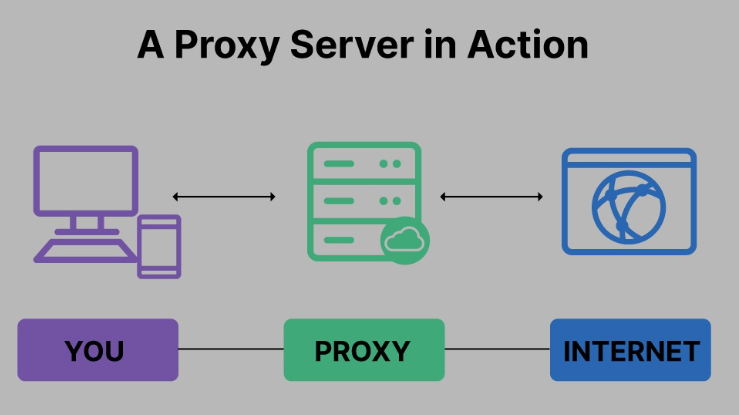 A Proxy Server in Action
YOU
PROXY
INTERNET